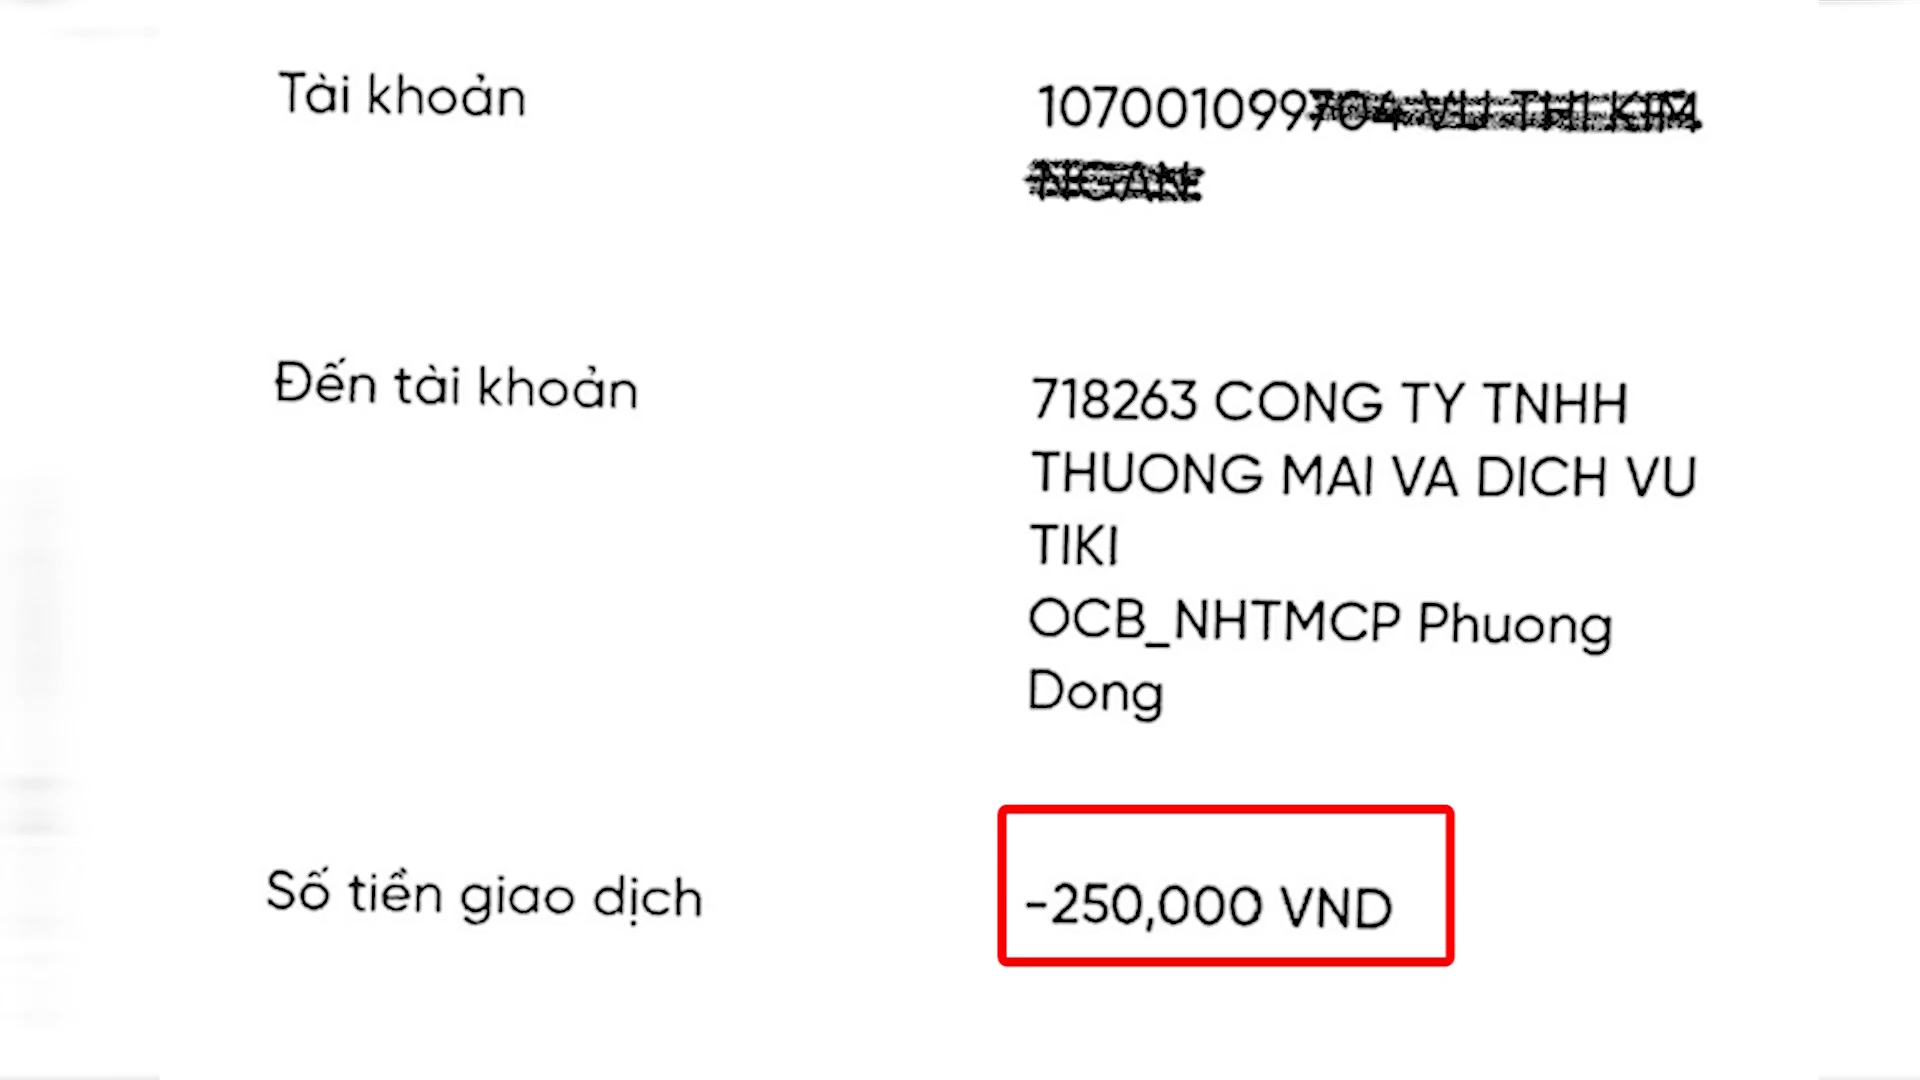 Tài khoản
107001099
Đến tài khoản
718263 CONG TY TNHH
THUONG MAI VA DICH VU
TIKI
OCB_NHTMCP Phuong
Dong
Số tiền giao dịch
-250,000 VND